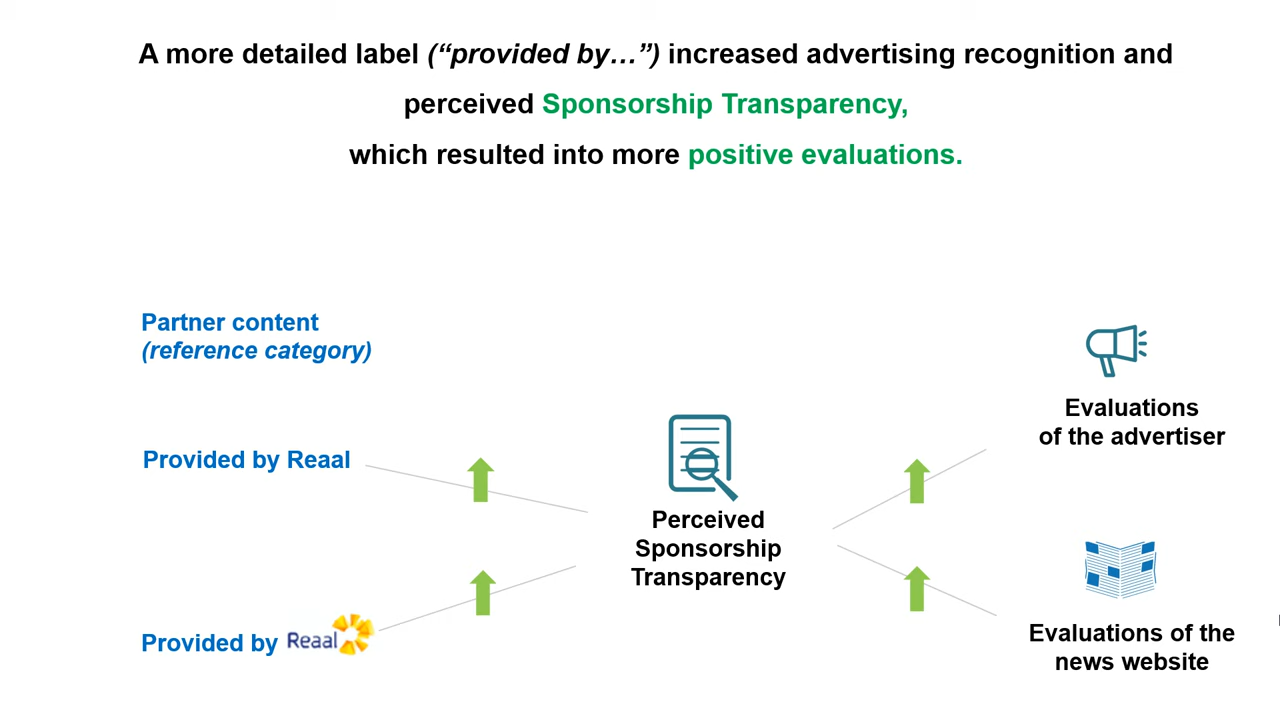 A more detailed label (“provided by…”) increased advertising recognition and
perceived Sponsorship Transparency,
which resulted into more positive evaluations.
Partner content
(reference category)
Provided by Reaal
Provided by Reaal
Perceived
Sponsorship
Transparency
Evaluations
of the advertiser
Evaluations of the
news website